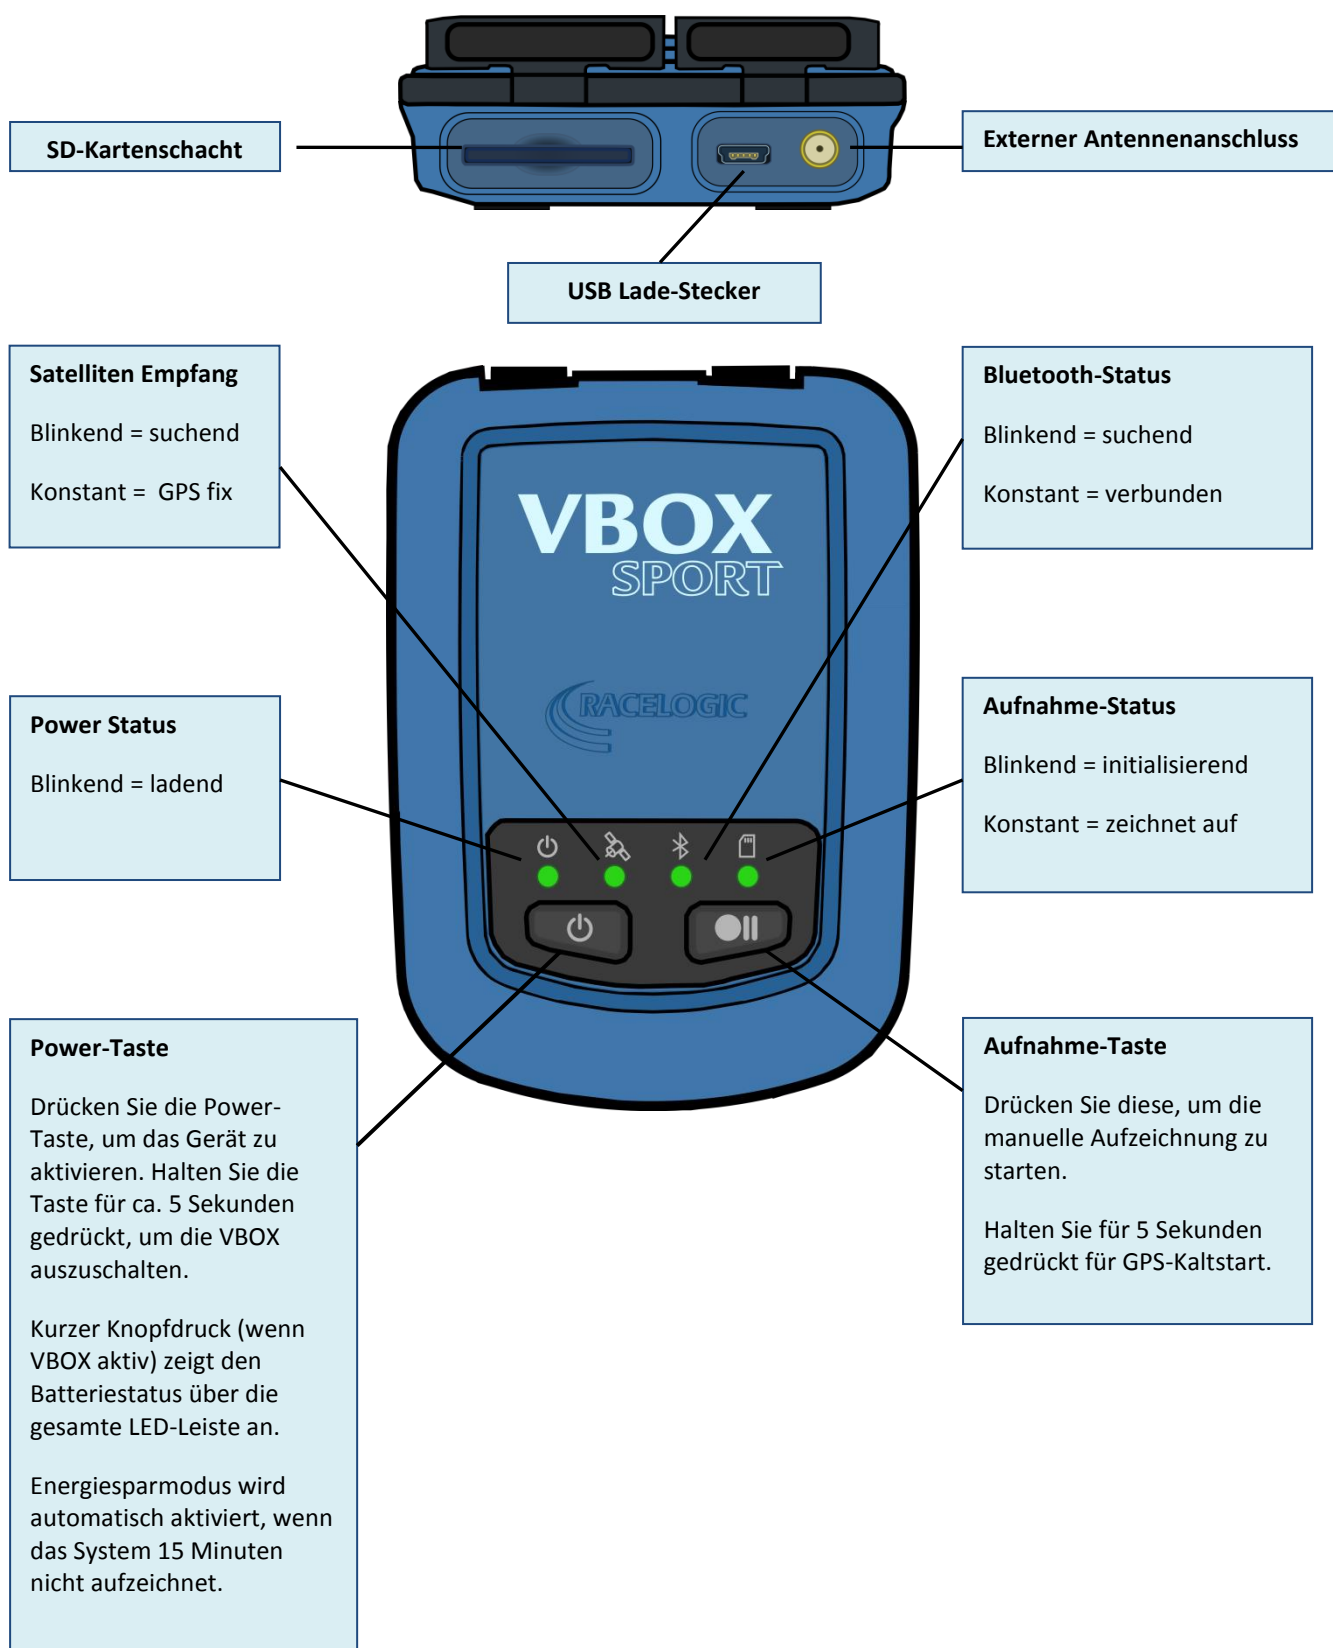 SD-Kartenschacht
Externer Antennenanschluss
USB Lade-Stecker
Satelliten Empfang
Blinkend = suchend
Konstant = GPS fix
Bluetooth-Status
Blinkend = suchend
Konstant = verbunden
VBOX
SPORT
RACELOGIC
Power Status
Blinkend = ladend
Aufnahme-Status
Blinkend = initialisierend
Konstant = zeichnet auf
Power-Taste
Drücken Sie die Power-
Taste, um das Gerät zu
aktivieren. Halten Sie die
Taste für ca. 5 Sekunden
gedrückt, um die VBOX
auszuschalten.
Kurzer Knopfdruck (wenn
VBOX aktiv) zeigt den
Batteriestatus über die
gesamte LED-Leiste an.
Energiesparmodus wird
automatisch aktiviert, wenn
das System 15 Minuten
nicht aufzeichnet.
Aufnahme-Taste
Drücken Sie diese, um die
manuelle Aufzeichnung zu
starten.
Halten Sie für 5 Sekunden
gedrückt für GPS-Kaltstart.